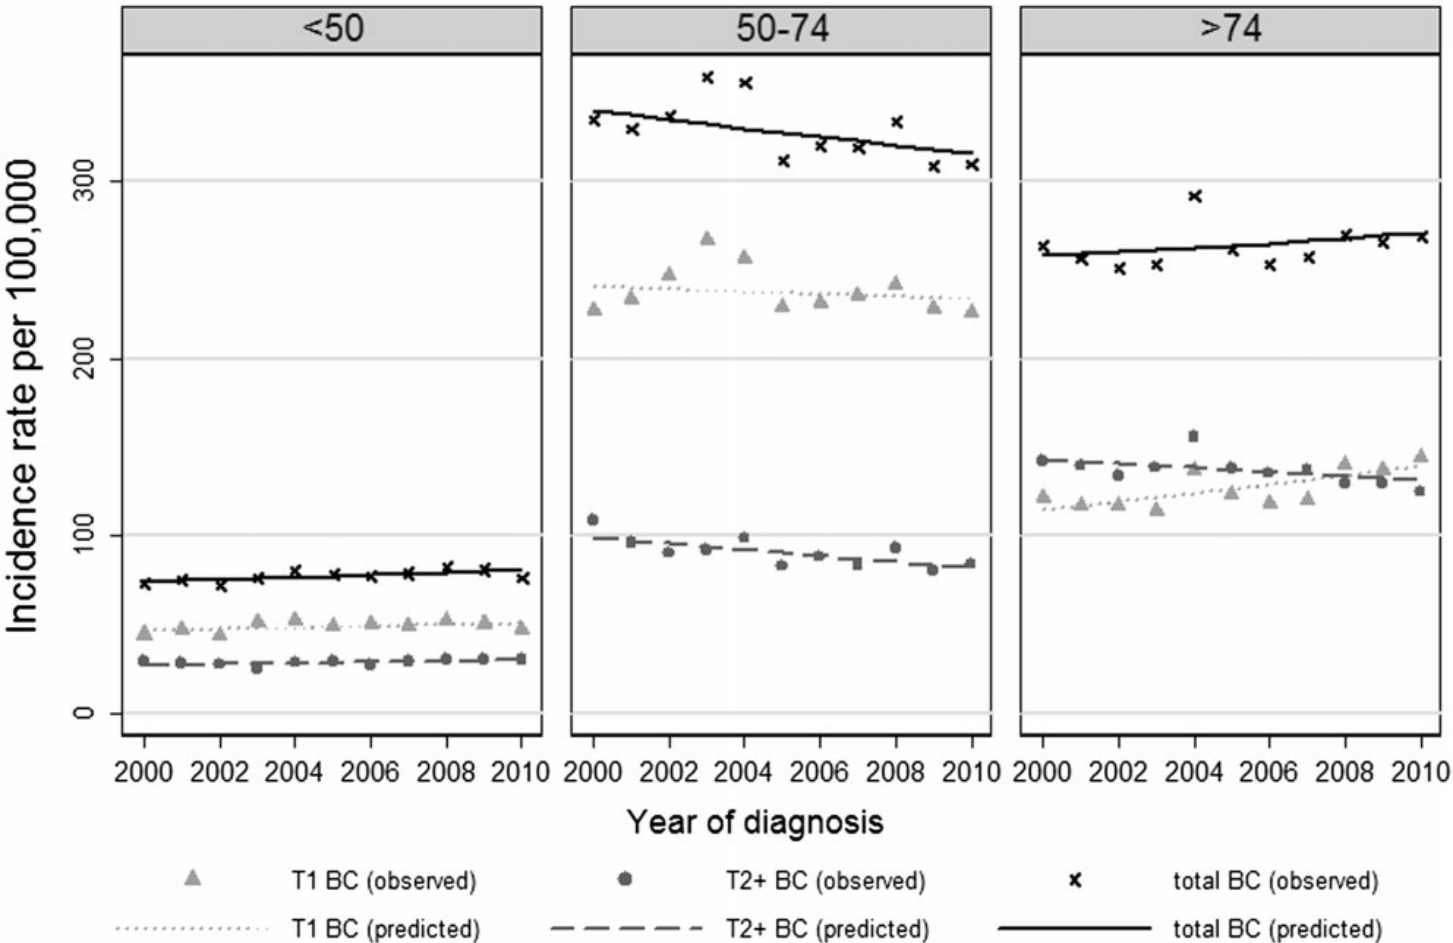 <50 50-74 >74
Incidence rate per 100,000
300
200
100
0
2000 2002 2004 2006 2008 2010 2000 2002 2004 2006 2008 2010 2000 2002 2004 2006 2008 2010
Year of diagnosis
T1 BC (observed) T2+ BC (observed) total BC (observed)
T1 BC (predicted) T2+ BC (predicted) total BC (predicted)